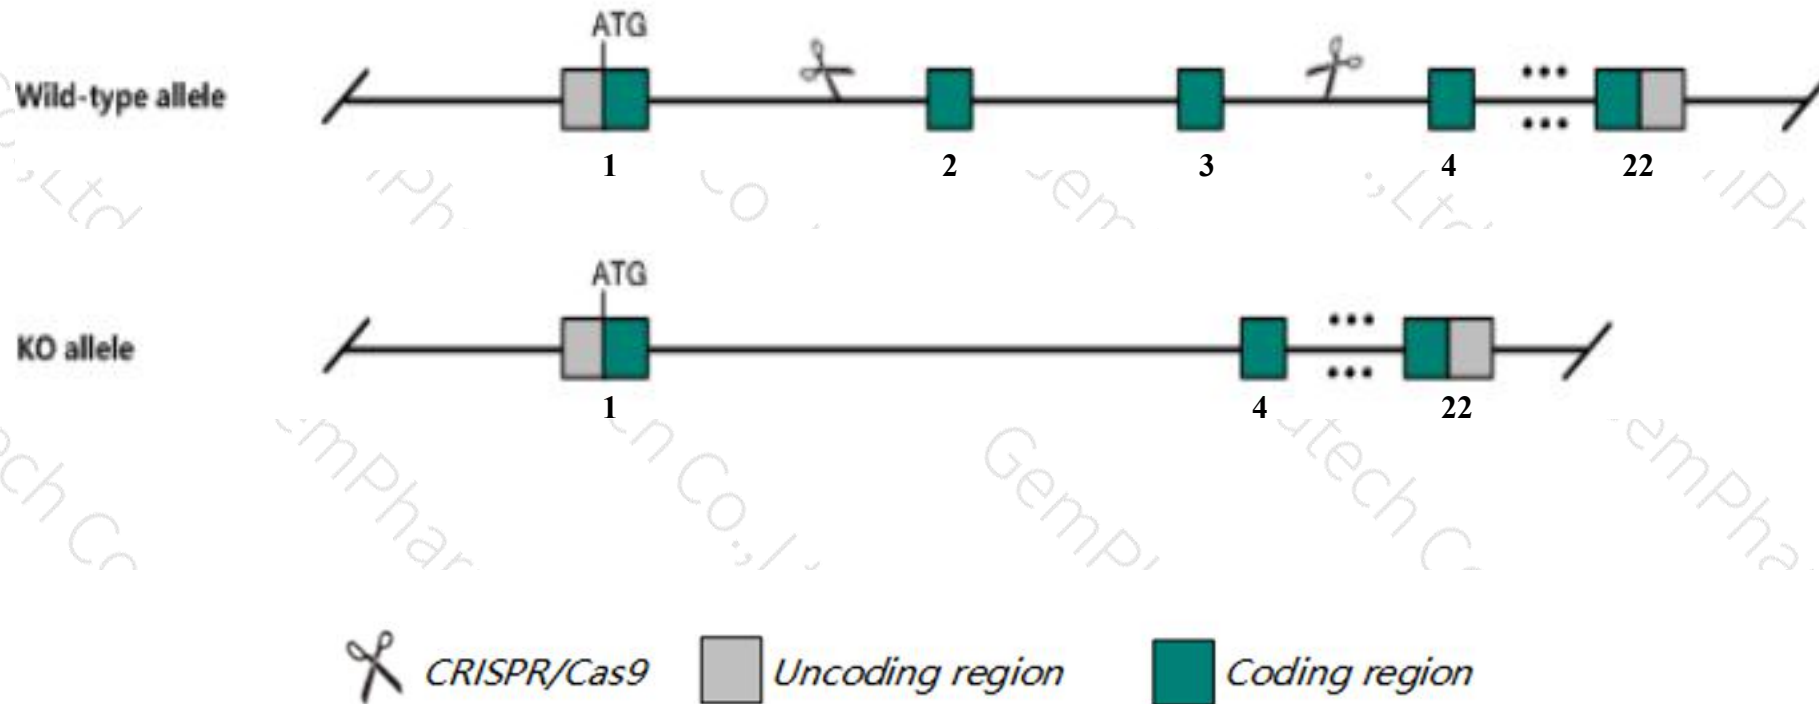 ATG
Wild-type allele
1 2 3 4 22
ATG
KO allele
1 4 22
CRISPR/Cas9 Uncoding region Coding region